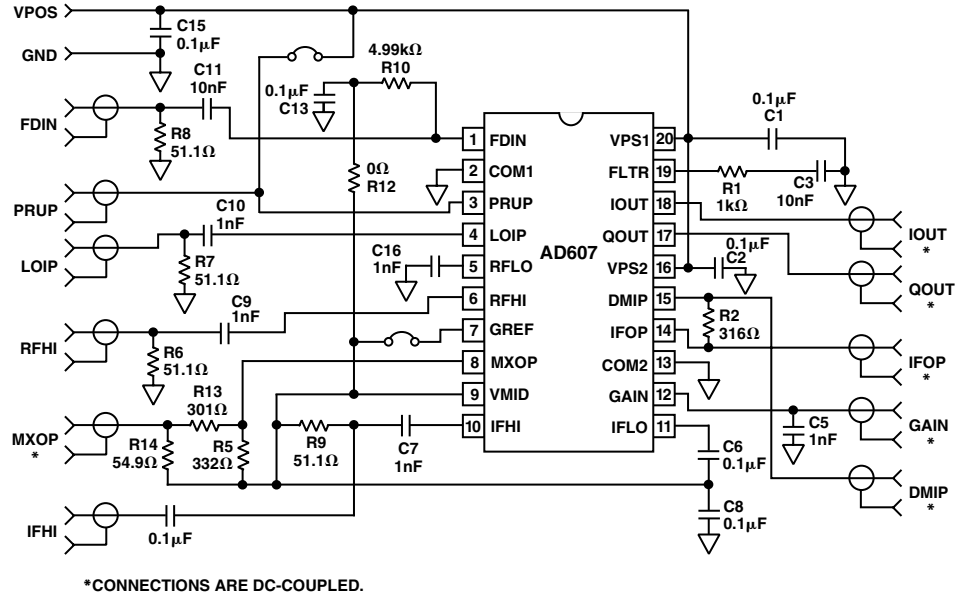 VPOS
C15
0.1μF
GND
4.99kΩ
R10
C11
10nF
0.1μF
C13
0.1μF
C1
FDIN
R8
51.1Ω
1 FDIN
VPS1 20
0Ω
R12
2 COM1
FLTR 19
R1
1kΩ
C3
10nF
PRUP
C10
1nF
3 PRUP
IOUT 18
4 LOIP
QOUT 17
IOUT
*
LOIP
R7
51.1Ω
C16
1nF
AD607
0.1μF
C2
5 RFLO
VPS2 16
QOUT
*
C9
1nF
6 RFHI
DMIP 15
R2
316Ω
RFHI
R6
51.1Ω
7 GREF
IFOP 14
IFOP
*
8 MXOP
COM2 13
R13
301Ω
9 VMID
GAIN 12
MXOP
*
R14
54.9Ω
R5
332Ω
R9
51.1Ω
C7
1nF
10 IFHI
IFLO 11
C5
1nF
GAIN
*
C6
0.1μF
DMIP
*
IFHI
0.1μF
C8
0.1μF
*CONNECTIONS ARE DC-COUPLED.